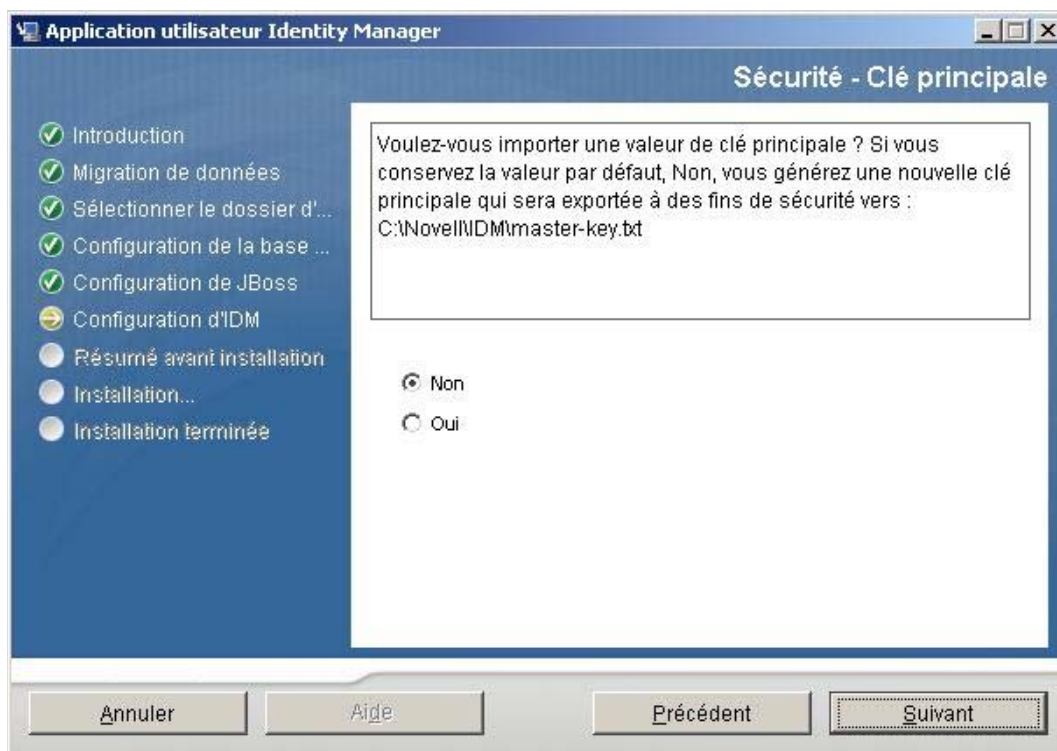 Application utilisateur Identity Manager
Sécurité - Clé principale
Introduction
Migration de données
Sélectionner le dossier d'...
Configuration de la base ...
Configuration de JBoss
Configuration d'IDM
Résumé avant installation
Installation...
Installation terminée
Voulez-vous importer une valeur de clé principale ? Si vous
conservez la valeur par défaut, Non, vous générez une nouvelle clé
principale qui sera exportée à des fins de sécurité vers :
C:\Novell\IDM\master-key.txt
Non
Oui
Annuler
Aide
Précédent
Suivant